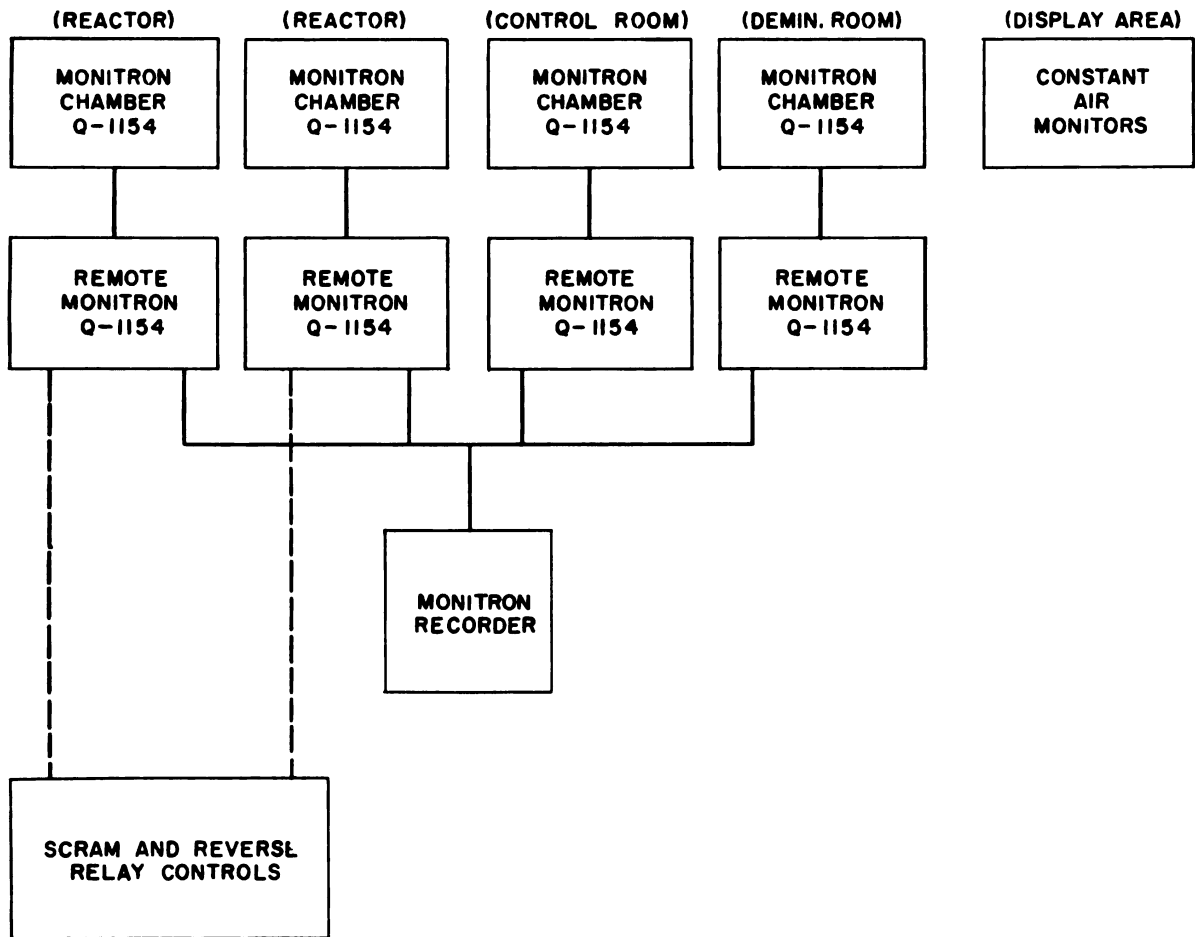 (REACTOR)
(REACTOR)
(CONTROL ROOM)
(DEMIN. ROOM)
(DISPLAY AREA)
MONITRON
CHAMBER
Q-1154
MONITRON
CHAMBER
Q-1154
MONITRON
CHAMBER
Q-1154
MONITRON
CHAMBER
Q-1154
CONSTANT
AIR
MONITORS
REMOTE
MONITRON
Q-1154
REMOTE
MONITRON
Q-1154
REMOTE
MONITRON
Q-1154
REMOTE
MONITRON
Q-1154
MONITRON
RECORDER
SCRAM AND REVERSE
RELAY CONTROLS